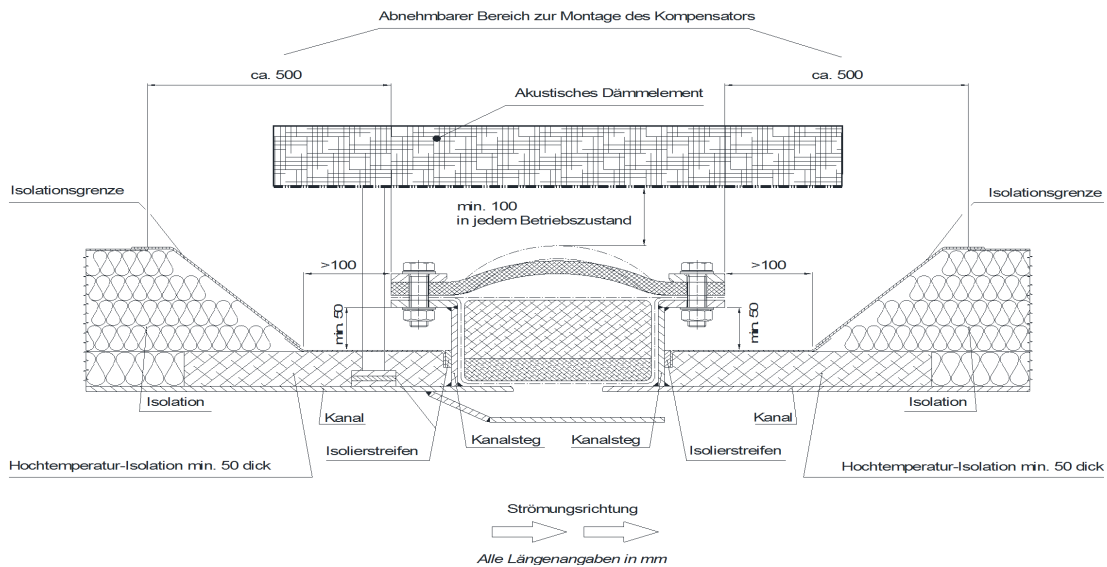 Abnehmbarer Bereich zur Montage des Kompensators
ca. 500
ca. 500
Akustisches Dämmelement
Isolationsgrenze
Isolationsgrenze
min. 100
in jedem Betriebszustand
>100
>100
min. 50
min. 50
Isolation
Isolation
Kanal
Kanal
Kanalsteg
Kanalsteg
Isolierstreifen
Isolierstreifen
Hochtemperatur-Isolation min. 50 dick
Hochtemperatur-Isolation min. 50 dick
Strömungsrichtung
Alle Längenangaben in mm